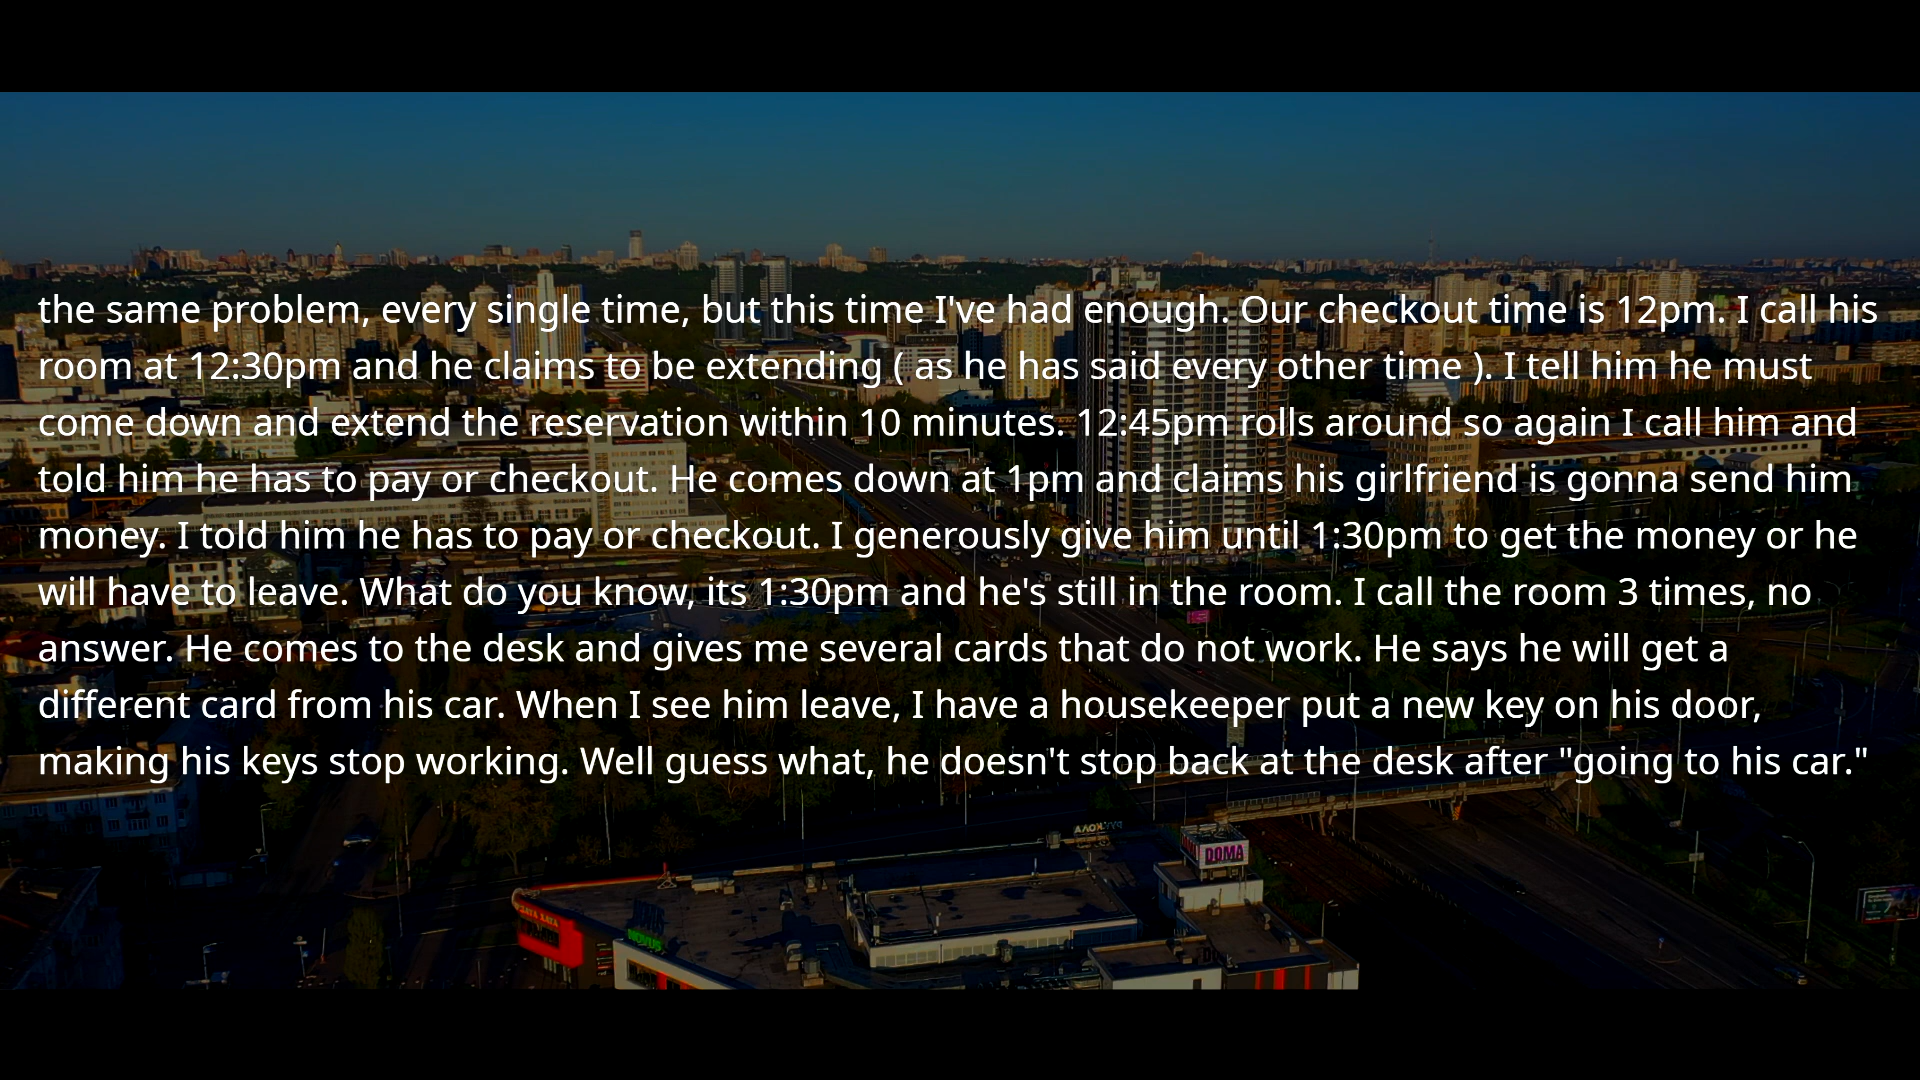 the same problem, every single time, but this time I've had enough. Our checkout time is 12pm. I call his
room at 12:30pm and he claims to be extending ( as he has said every other time ). I tell him he must
come down and extend the reservation within 10 minutes. 12:45pm rolls around so again I call him and
told him he has to pay or checkout. He comes down at 1pm and claims his girlfriend is gonna send him
money. I told him he has to pay or checkout. I generously give him until 1:30pm to get the money or he
will have to leave. What do you know, its 1:30pm and he's still in the room. I call the room 3 times, no
answer. He comes to the desk and gives me several cards that do not work. He says he will get a
different card from his car. When I see him leave, I have a housekeeper put a new key on his door,
making his keys stop working. Well guess what, he doesn't stop back at the desk after "going to his car."
DOMA
NOVUS